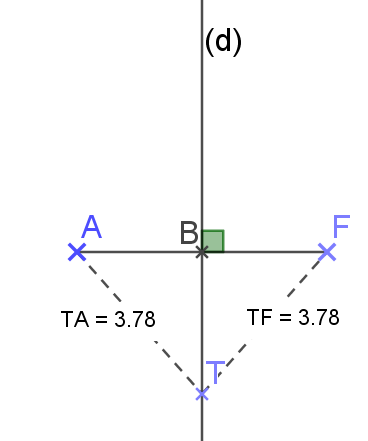 (d)
A
B
F
TA = 3.78
TF = 3.78
T